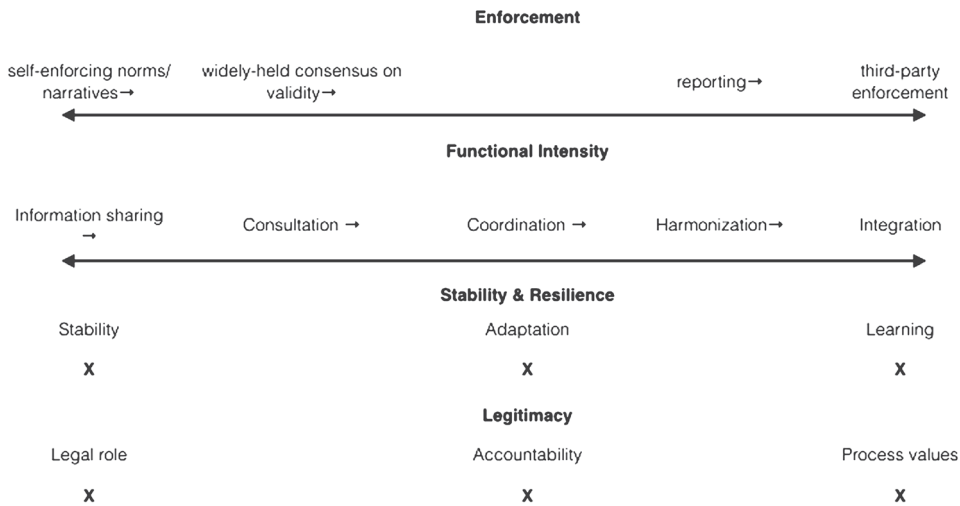 Enforcement
self-enforcing norms/
narratives→
widely-held consensus on
validity→
reporting→
third-party
enforcement
Functional Intensity
Information sharing
→
Consultation →
Coordination →
Harmonization→
Integration
Stability & Resilience
Stability
Adaptation
Learning
X
X
X
Legitimacy
Legal role
Accountability
Process values
X
X
X